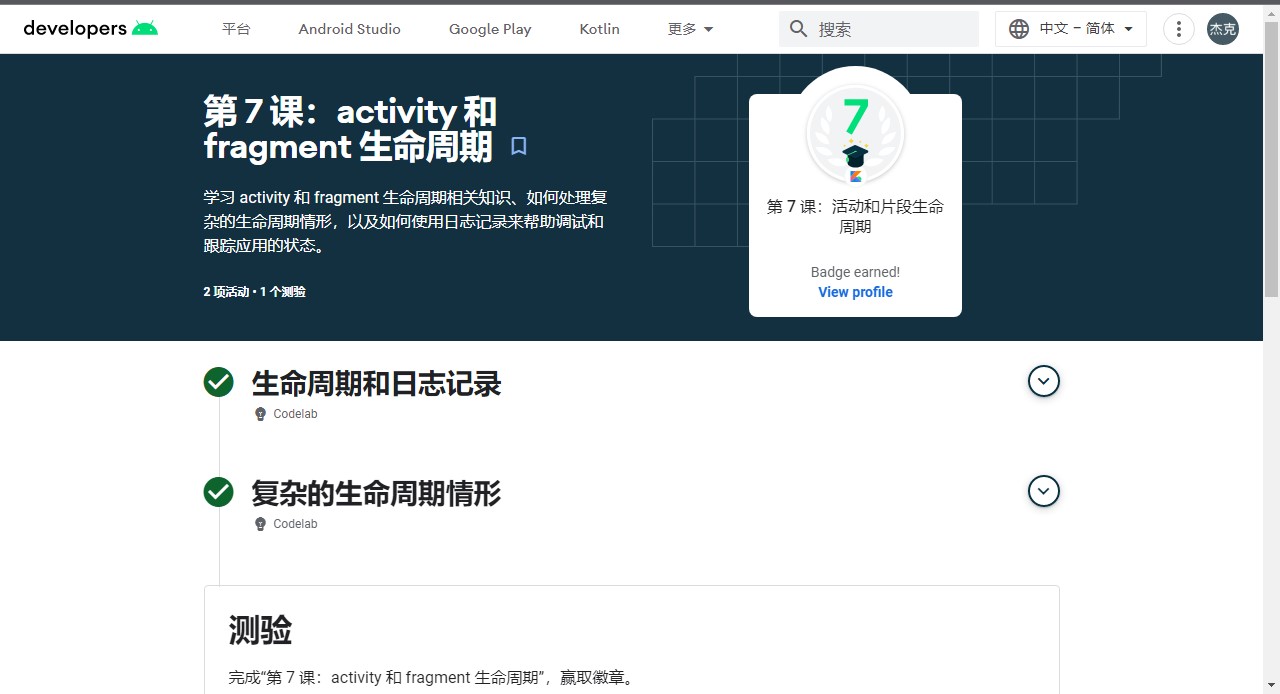 developers
平台
Android Studio
Google Play
Kotlin
更多
搜索
中文 – 简体
杰克
第 7 课：activity 和
fragment 生命周期
学习 activity 和 fragment 生命周期相关知识、如何处理复
杂的生命周期情形，以及如何使用日志记录来帮助调试和
跟踪应用的状态。
2 项活动 • 1 个测验
7
第 7 课：活动和片段生命
周期
Badge earned!
View profile
生命周期和日志记录
Codelab
复杂的生命周期情形
Codelab
测验
完成“第 7 课：activity 和 fragment 生命周期”，赢取徽章。